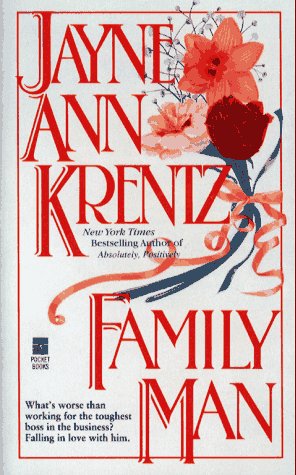 JAYNE
ANN
KRENTZ
New York Times
Bestselling Author of
Absolutely, Positively
FAMILY
MAN
POCKET
BOOKS
What's worse than
working for the toughest
boss in the business?
Falling in love with him.